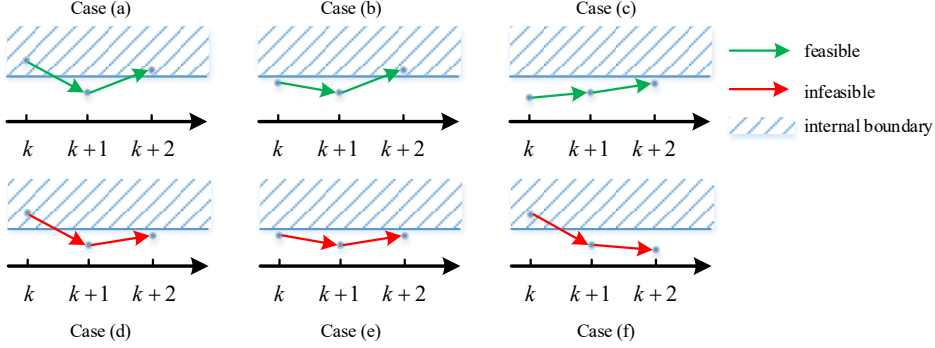 Case (a) Case (b) Case (c)
feasible
infeasible
internal boundary
k k + 1 k + 2 k k + 1 k + 2 k k + 1 k + 2
k k + 1 k + 2 k k + 1 k + 2 k k + 1 k + 2
Case (d) Case (e) Case (f)